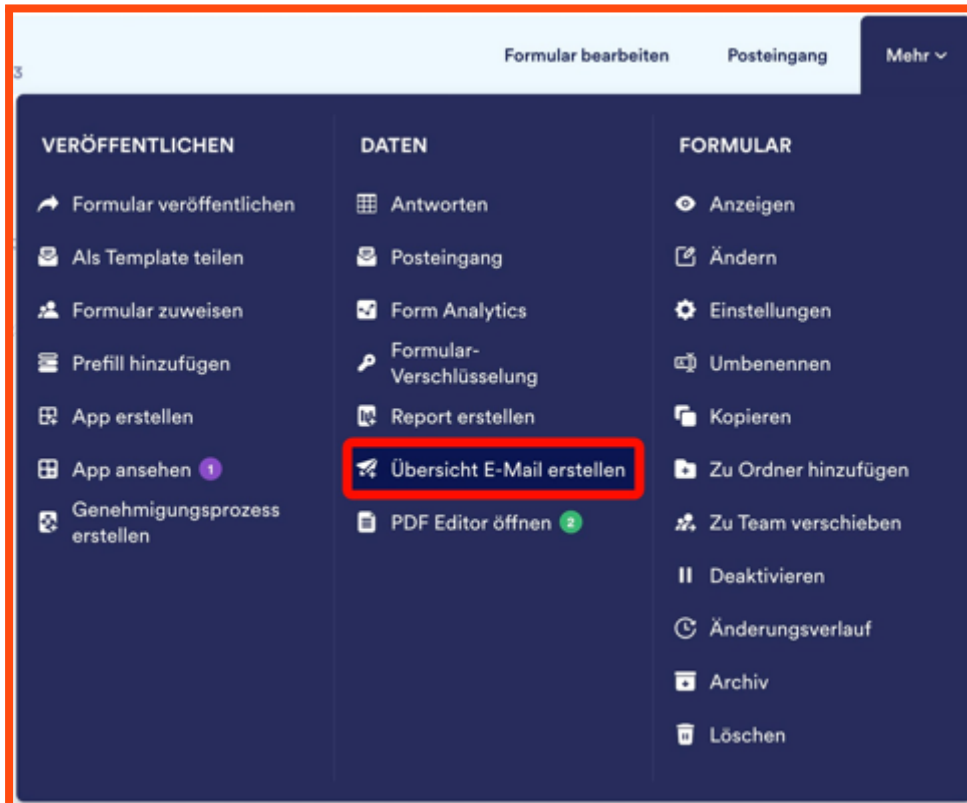 3
Formular bearbeiten
Posteingang
Mehr
VERÖFFENTLICHEN
Formular veröffentlichen
Als Template teilen
Formular zuweisen
Prefill hinzufügen
App erstellen
App ansehen 1
Genehmigungsprozess
erstellen
DATEN
Antworten
Posteingang
Form Analytics
Formular-
Verschlüsselung
Report erstellen
Übersicht E-Mail erstellen
PDF Editor öffnen 2
FORMULAR
Anzeigen
Ändern
Einstellungen
Umbenennen
Kopieren
Zu Ordner hinzufügen
Zu Team verschieben
Deaktivieren
Änderungsverlauf
Archiv
Löschen